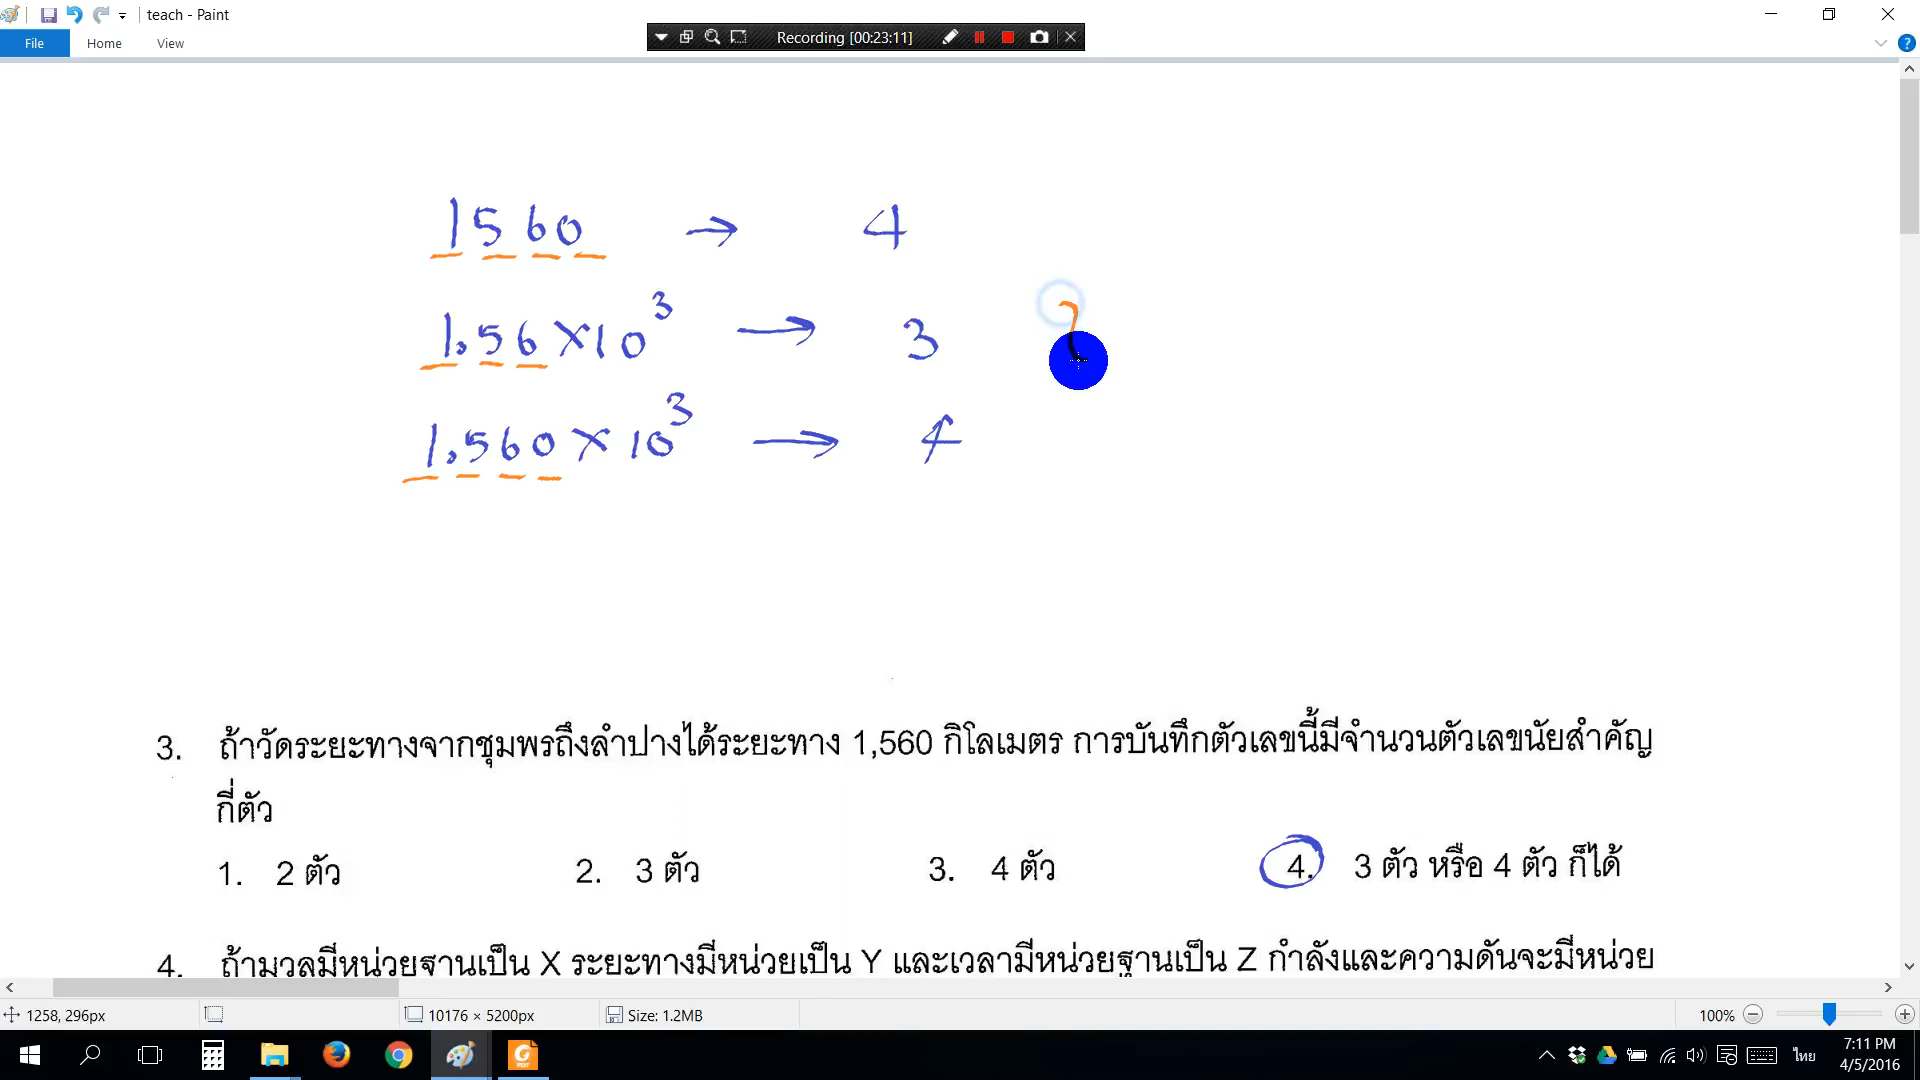 teach - Paint
Recording [00:23:11]
File Home View
1560 → 4
1.56 × 10³ → 3
1.560 × 10³ → 4
3. ถ้าวัดระยะทางจากชุมพรถึงลำปางได้ระยะทาง 1,560 กิโลเมตร การบันทึกตัวเลขนี้มีจำนวนตัวเลขนัยสำคัญ
กี่ตัว
1. 2 ตัว 2. 3 ตัว 3. 4 ตัว 4. 3 ตัว หรือ 4 ตัว ก็ได้
4. ถ้ามวลมีหน่วยฐานเป็น X ระยะทางมีหน่วยเป็น Y และเวลามีหน่วยฐานเป็น Z กำลังและความดันจะมีหน่วย
1258, 296px 10176 × 5200px Size: 1.2MB 100%
ไทย 7:11 PM
4/5/2016